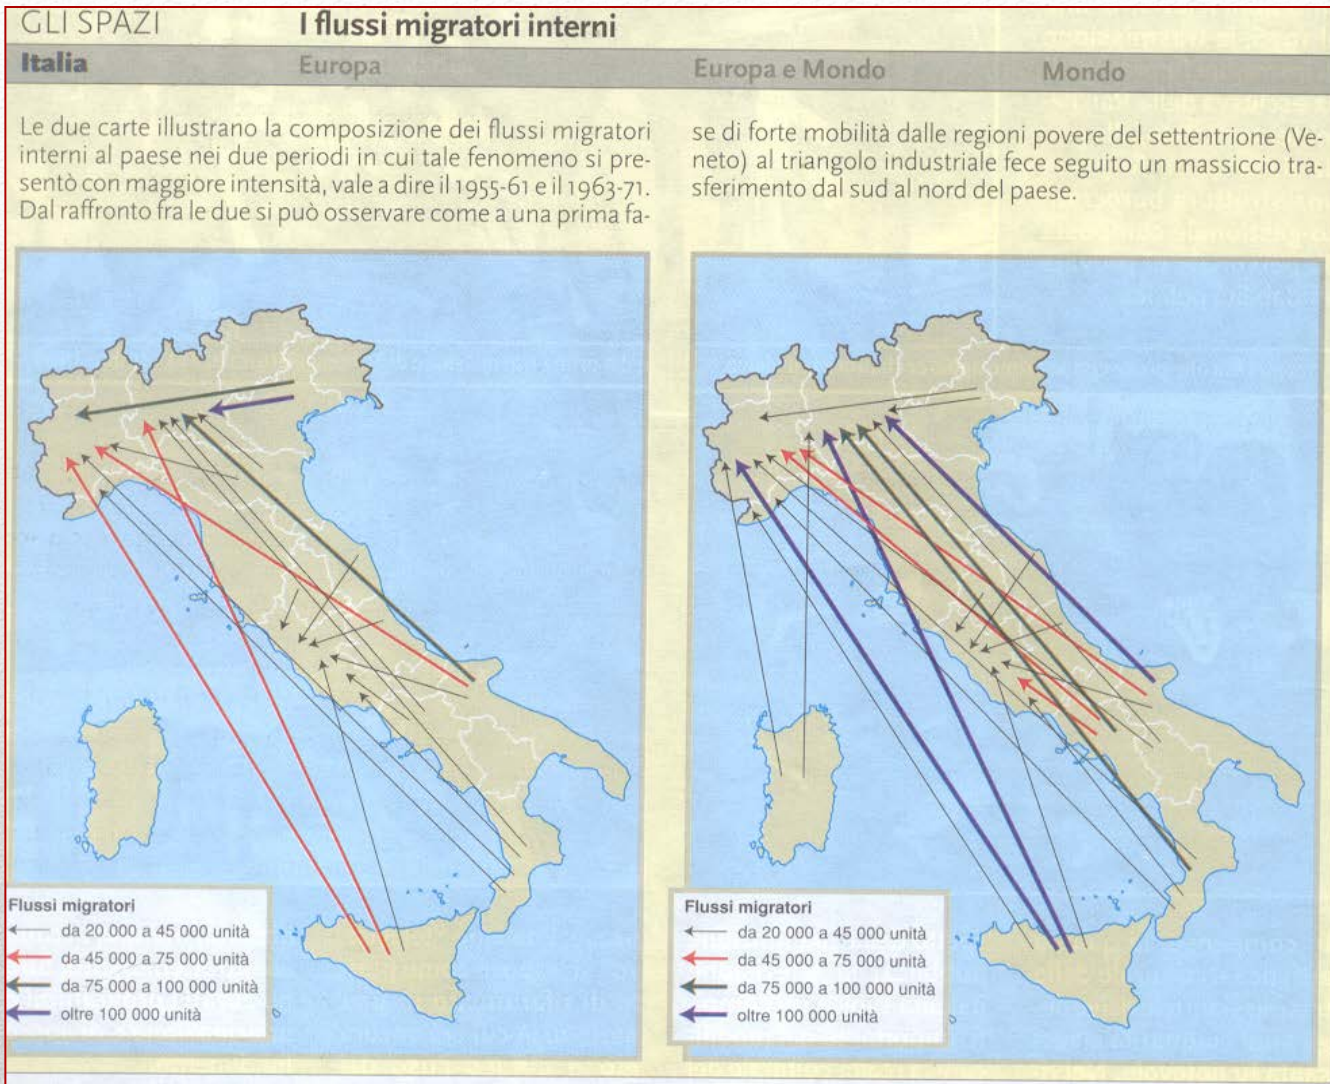 GLI SPAZI
I flussi migratori interni
Italia
Europa
Europa e Mondo
Mondo
Le due carte illustrano la composizione dei flussi migratori
interni al paese nei due periodi in cui tale fenomeno si pre-
sentò con maggiore intensità, vale a dire il 1955-61 e il 1963-71.
Dal raffronto fra le due si può osservare come a una prima fa-
se di forte mobilità dalle regioni povere del settentrione (Ve-
neto) al triangolo industriale fece seguito un massiccio tra-
sferimento dal sud al nord del paese.
Flussi migratori
da 20 000 a 45 000 unità
da 45 000 a 75 000 unità
da 75 000 a 100 000 unità
oltre 100 000 unità
Flussi migratori
da 20 000 a 45 000 unità
da 45 000 a 75 000 unità
da 75 000 a 100 000 unità
oltre 100 000 unità